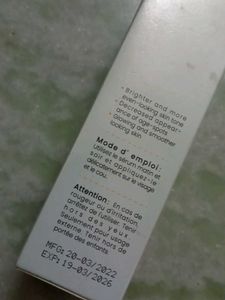 • Brighter and more
even-looking skin tone
• Decreased appear-
ance of age-spots
• Glowing and smoother
looking skin
Mode d' emploi:
Utilisez le sérum matin et
soir et appliquez-le
délicatement sur le visage
et le cou.
Attention: En cas de
rougeur ou d'irritation,
arrêter de l'utiliser. Tenir
hors des yeux.
Seulement pour usage
externe. Tenir hors de
portée des enfants.
MFG: 20-03/2022
EXP: 19-03/2026